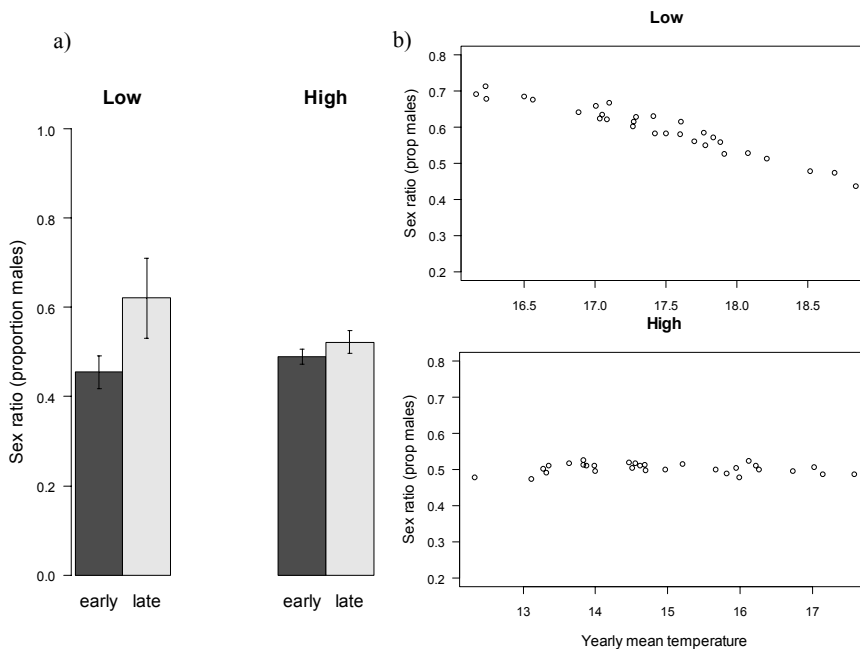 a)
Low
High
Sex ratio (proportion males)
1.0
0.8
0.6
0.4
0.2
0.0
early late
early late
b)
Low
Sex ratio (prop males)
0.8
0.7
0.6
0.5
0.4
0.3
0.2
16.5 17.0 17.5 18.0 18.5
High
Sex ratio (prop males)
0.8
0.7
0.6
0.5
0.4
0.3
0.2
13 14 15 16 17
Yearly mean temperature